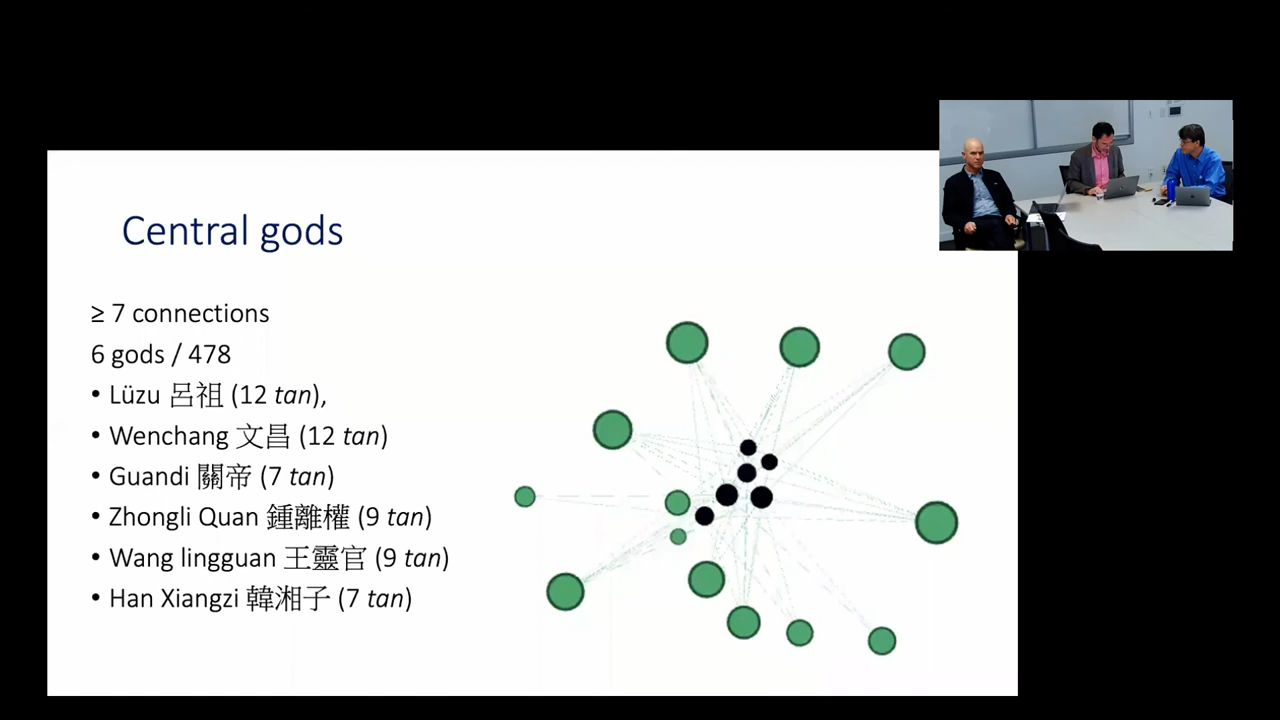 Central gods
≥ 7 connections
6 gods / 478
• Lüzu 呂祖 (12 tan),
• Wenchang 文昌 (12 tan)
• Guandi 關帝 (7 tan)
• Zhongli Quan 鍾離權 (9 tan)
• Wang lingguan 王靈官 (9 tan)
• Han Xiangzi 韓湘子 (7 tan)